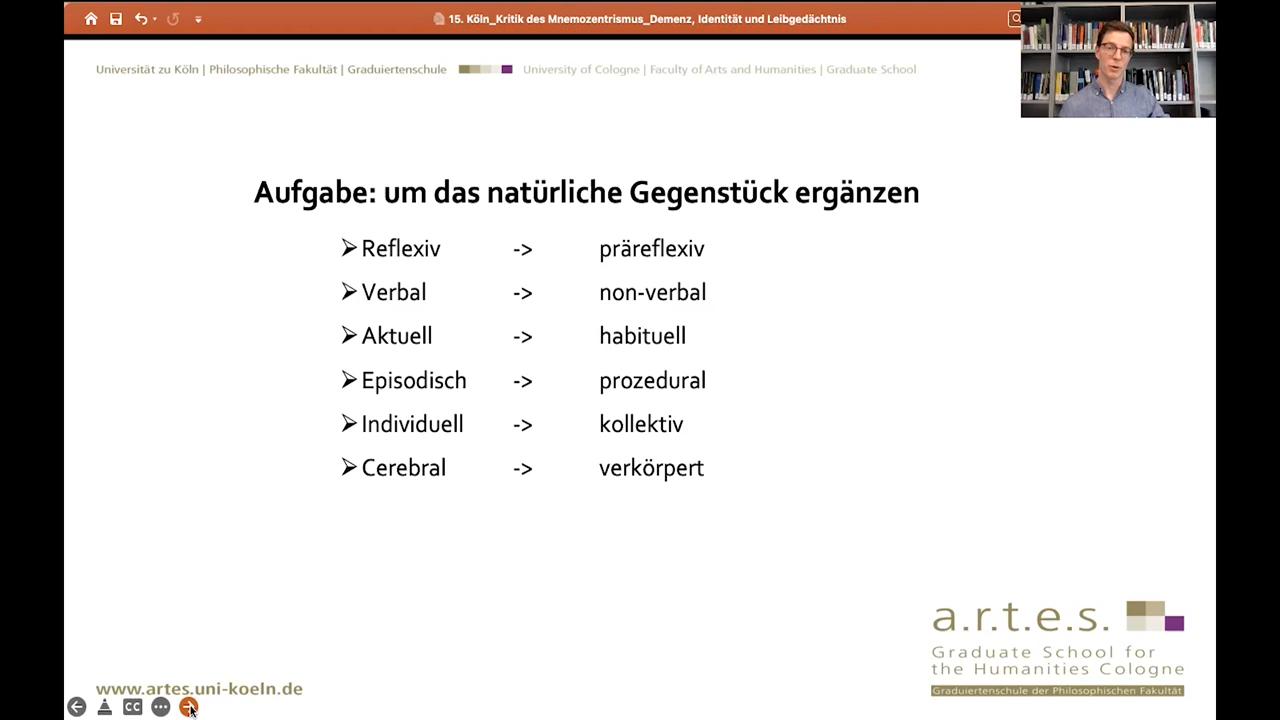 15. Köln_Kritik des Mnemozentrismus_Demenz, Identität und Leibgedächtnis
Universität zu Köln | Philosophische Fakultät | Graduiertenschule University of Cologne | Faculty of Arts and Humanities | Graduate School
Aufgabe: um das natürliche Gegenstück ergänzen
Reflexiv -> präreflexiv
Verbal -> non-verbal
Aktuell -> habituell
Episodisch -> prozedural
Individuell -> kollektiv
Cerebral -> verkörpert
a.r.t.e.s.
Graduate School for
the Humanities Cologne
Graduiertenschule der Philosophischen Fakultät
www.artes.uni-koeln.de
CC